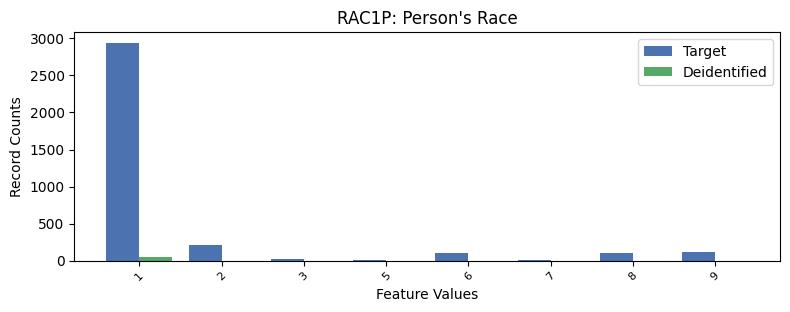 RAC1P: Person's Race
Record Counts
3000
2500
2000
1500
1000
500
0
Target
Deidentified
1 2 3 5 6 7 8 9
Feature Values